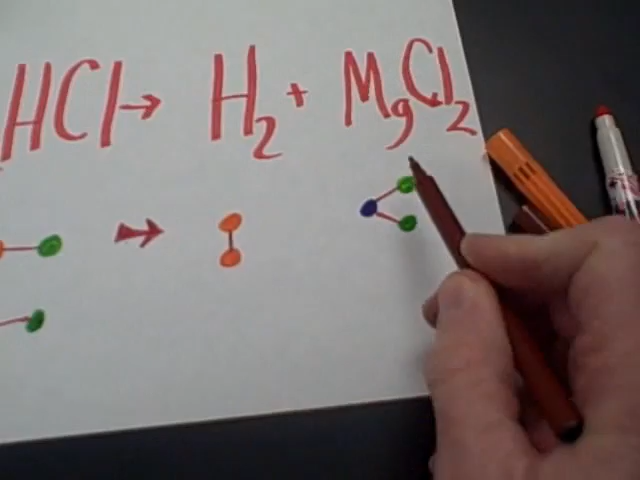 HCl → H₂ + MgCl₂